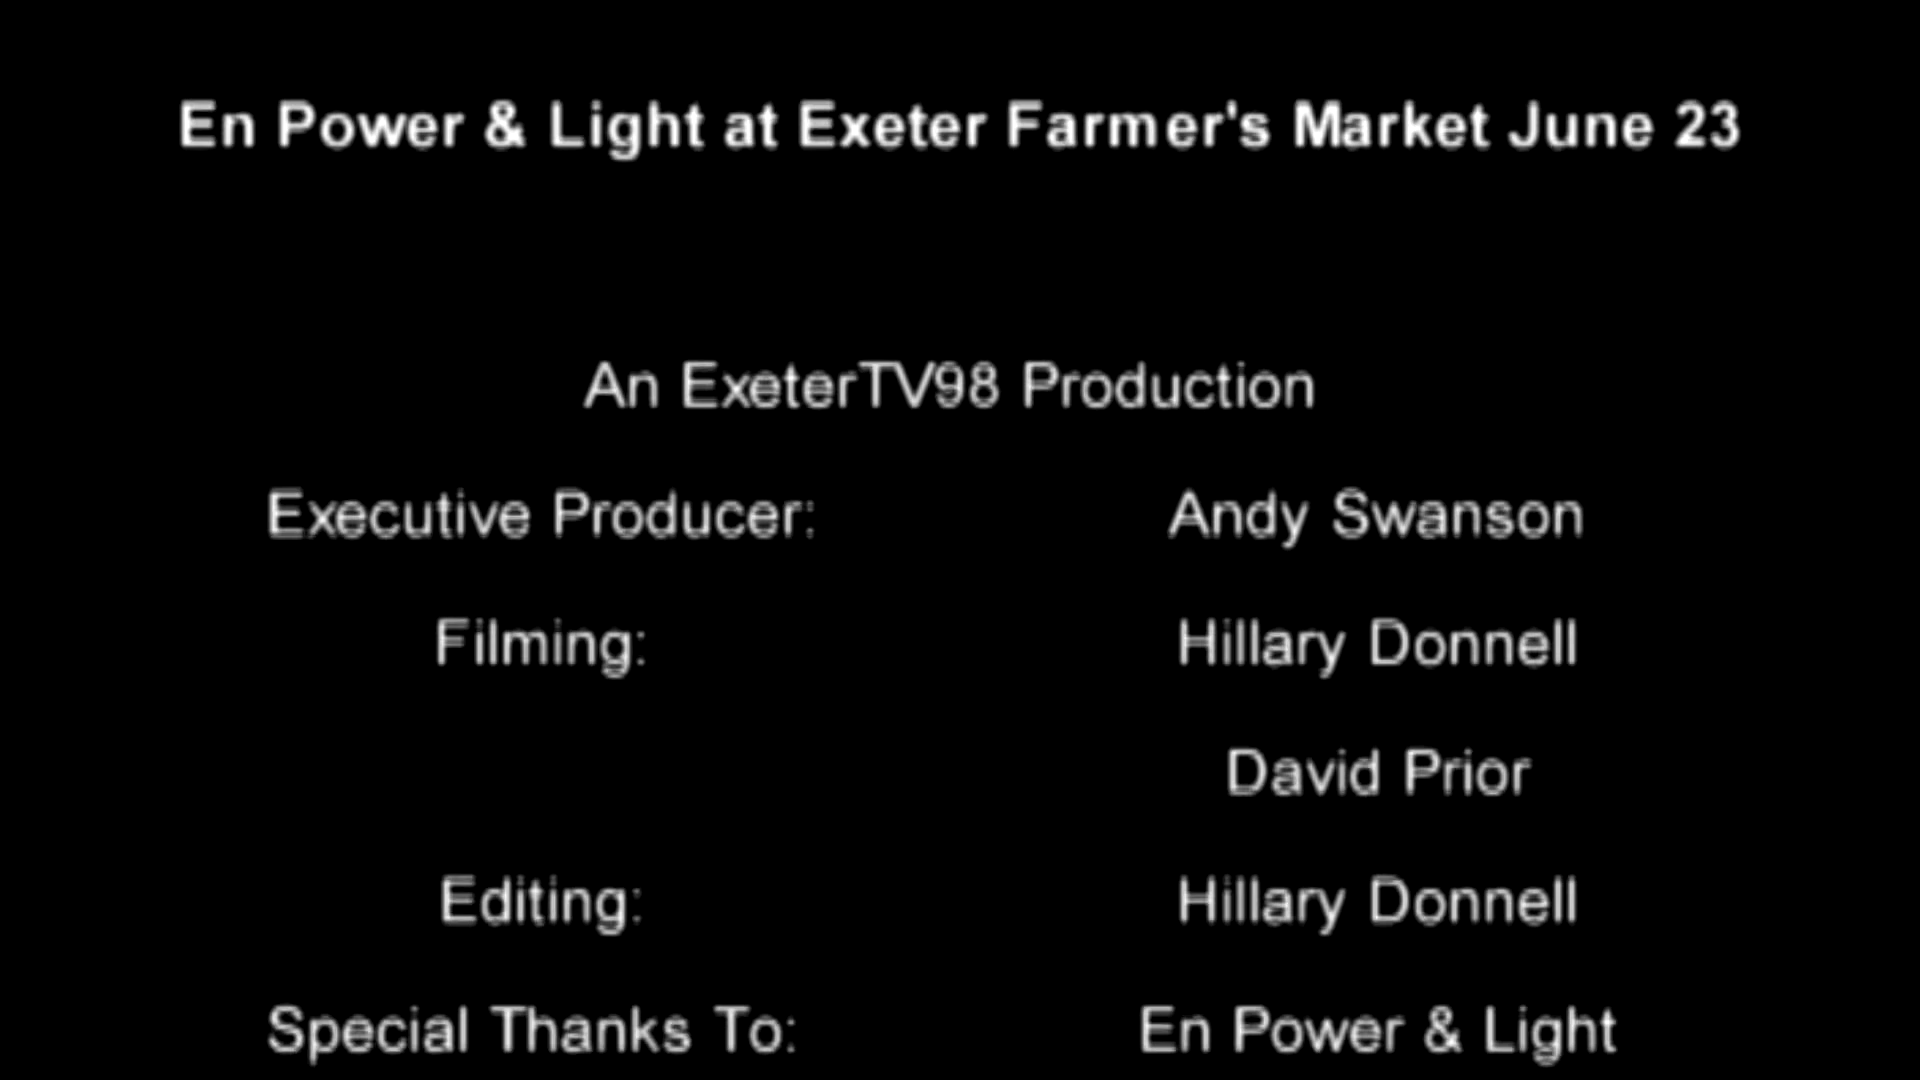 En Power & Light at Exeter Farmer's Market June 23
An ExeterTV98 Production
Executive Producer: Andy Swanson
Filming: Hillary Donnell
David Prior
Editing: Hillary Donnell
Special Thanks To: En Power & Light